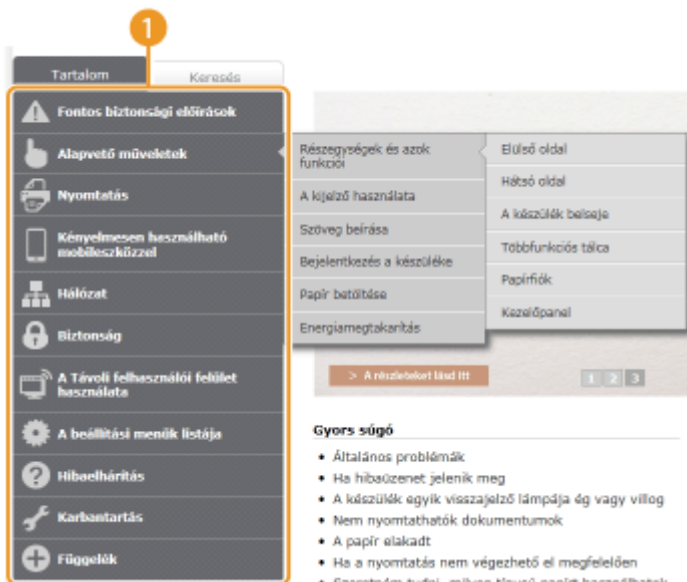 1
Tartalom
Keresés
Fontos biztonsági előírások
Alapvető műveletek
Nyomtatás
Kényelmesen használható
mobileszközzel
Hálózat
Biztonság
A Távoli felhasználói felület
használata
A beállítási menük listája
Hibaelhárítás
Karbantartás
Függelék
Részegységek és azok
funkciói
A kijelző használata
Szöveg beírása
Bejelentkezés a készüléke
Papír betöltése
Energiamegtakarítás
Elülső oldal
Hátsó oldal
A készülék belseje
Többfunkciós tálca
Papírfiók
Kezelőpanel
> A részleteket lásd itt
1 2 3
Gyors súgó
• Általános problémák
• Ha hibaüzenet jelenik meg
• A készülék egyik visszajelző lámpája ég vagy villog
• Nem nyomtathatók dokumentumok
• A papír elakadt
• Ha a nyomtatás nem végezhető el megfelelően